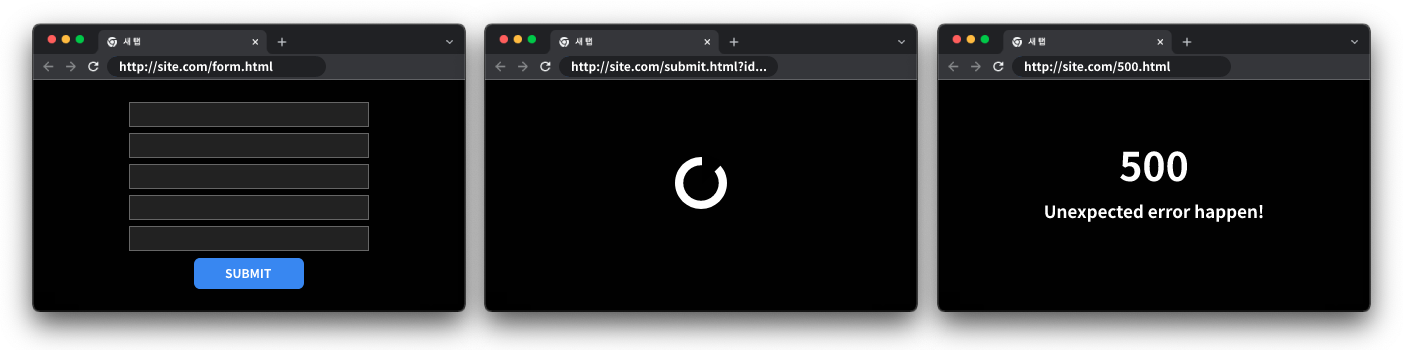 새 탭
http://site.com/form.html
SUBMIT
새 탭
http://site.com/submit.html?id...
새 탭
http://site.com/500.html
500
Unexpected error happen!